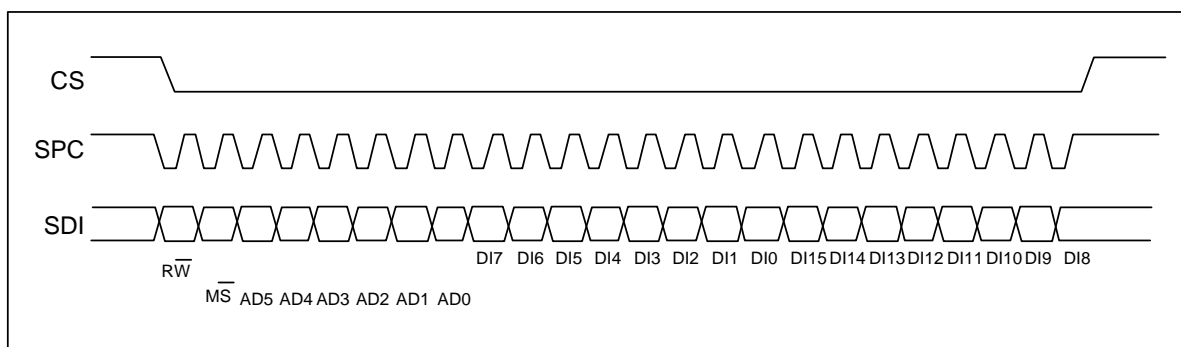 CS
SPC
SDI
RW̅
DI7 DI6 DI5 DI4 DI3 DI2 DI1 DI0 DI15 DI14 DI13 DI12 DI11 DI10 DI9 DI8
MS̅ AD5 AD4 AD3 AD2 AD1 AD0